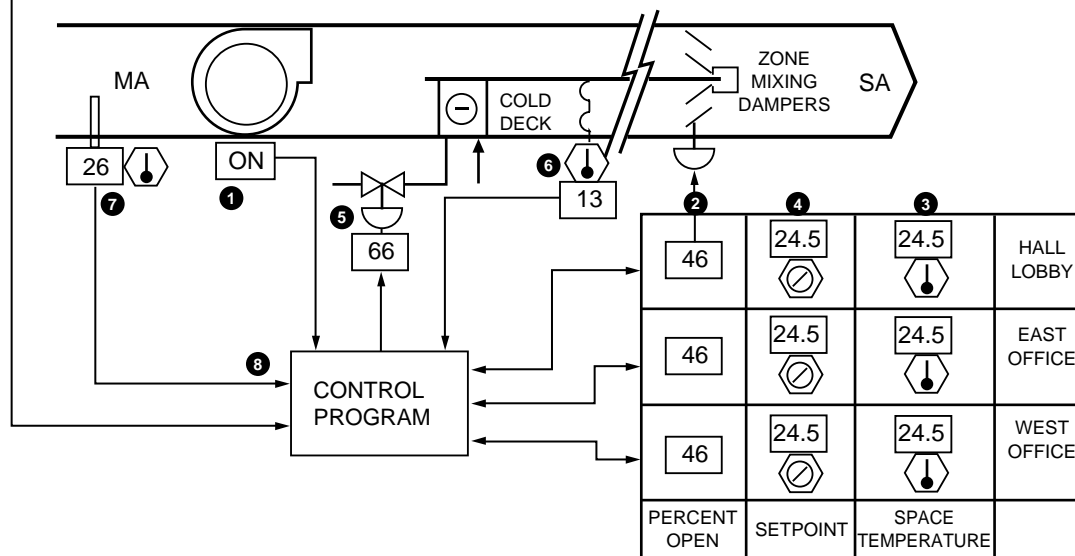 MA
ZONE
MIXING
DAMPERS
SA
COLD
DECK
26
ON
6
13
7
1
5
66
2
4
3
46
24.5
24.5
HALL
LOBBY
46
24.5
24.5
EAST
OFFICE
8
CONTROL
PROGRAM
46
24.5
24.5
WEST
OFFICE
PERCENT
OPEN
SETPOINT
SPACE
TEMPERATURE